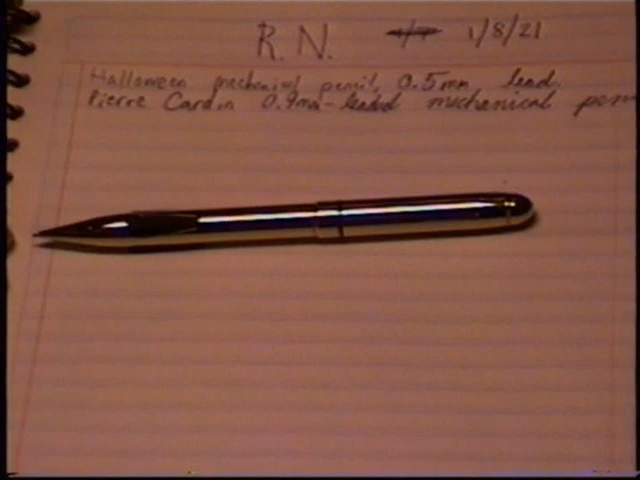 R. N. 1/8/21
Halloween mechanical pencil, 0.5mm lead.
Pierre Cardin 0.9mm-leaded mechanical